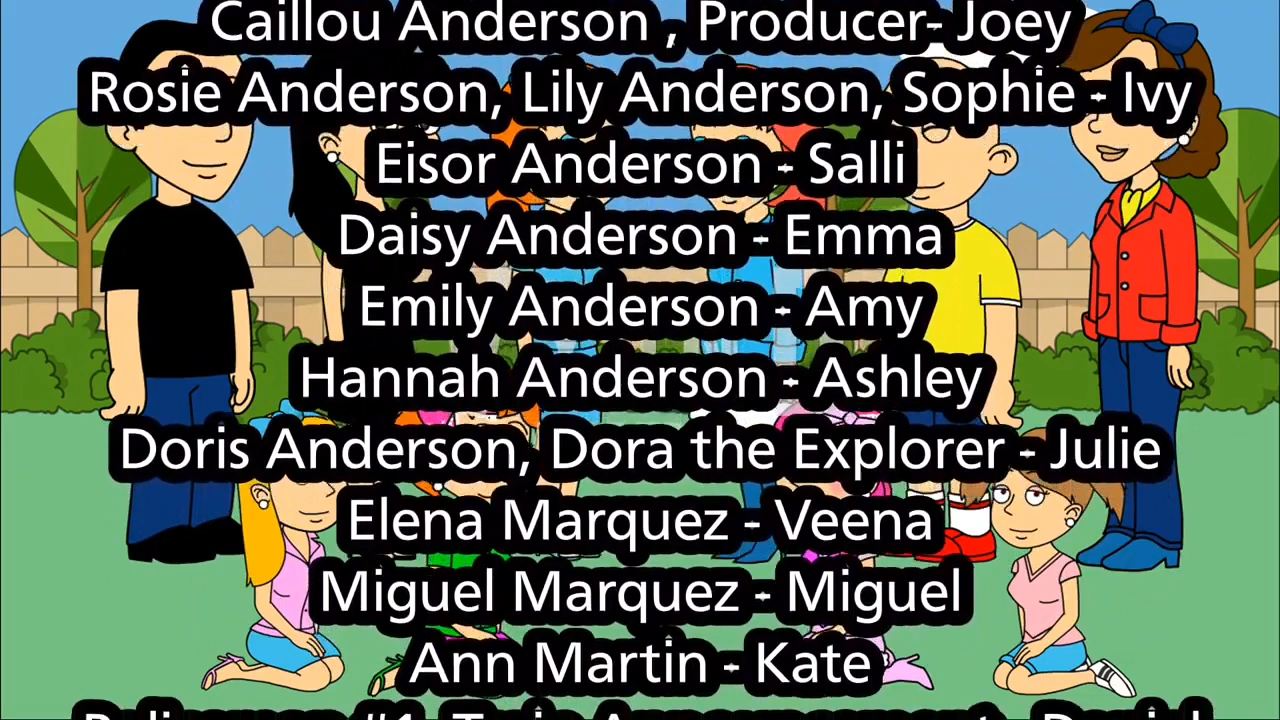 Caillou Anderson , Producer- Joey
Rosie Anderson, Lily Anderson, Sophie - Ivy
Eisor Anderson - Salli
Daisy Anderson - Emma
Emily Anderson - Amy
Hannah Anderson - Ashley
Doris Anderson, Dora the Explorer - Julie
Elena Marquez - Veena
Miguel Marquez - Miguel
Ann Martin - Kate